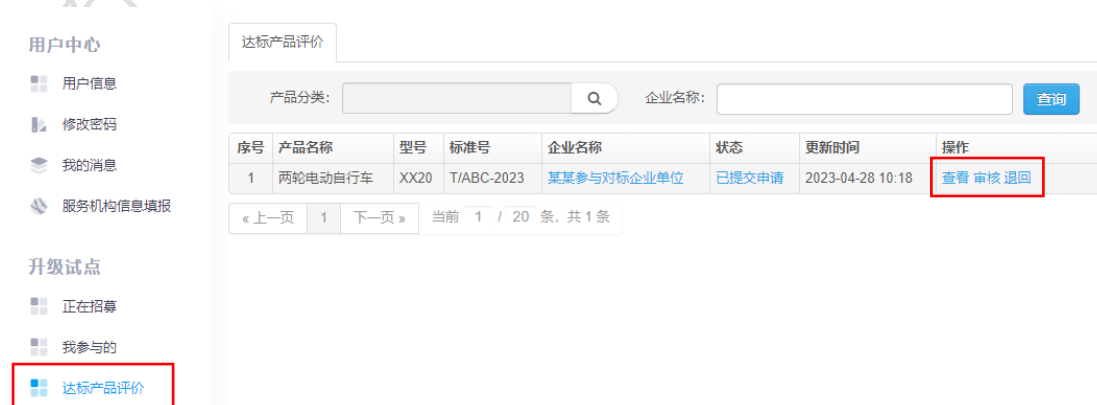 用户中心
用户信息
修改密码
我的消息
服务机构信息填报
升级试点
正在招募
我参与的
达标产品评价
达标产品评价
产品分类: 企业名称: 查询
序号 产品名称 型号 标准号 企业名称 状态 更新时间 操作
1 两轮电动自行车 XX20 T/ABC-2023 某某参与对标企业单位 已提交申请 2023-04-28 10:18 查看 审核 退回
« 上一页 1 下一页 » 当前 1 / 20 条, 共 1 条